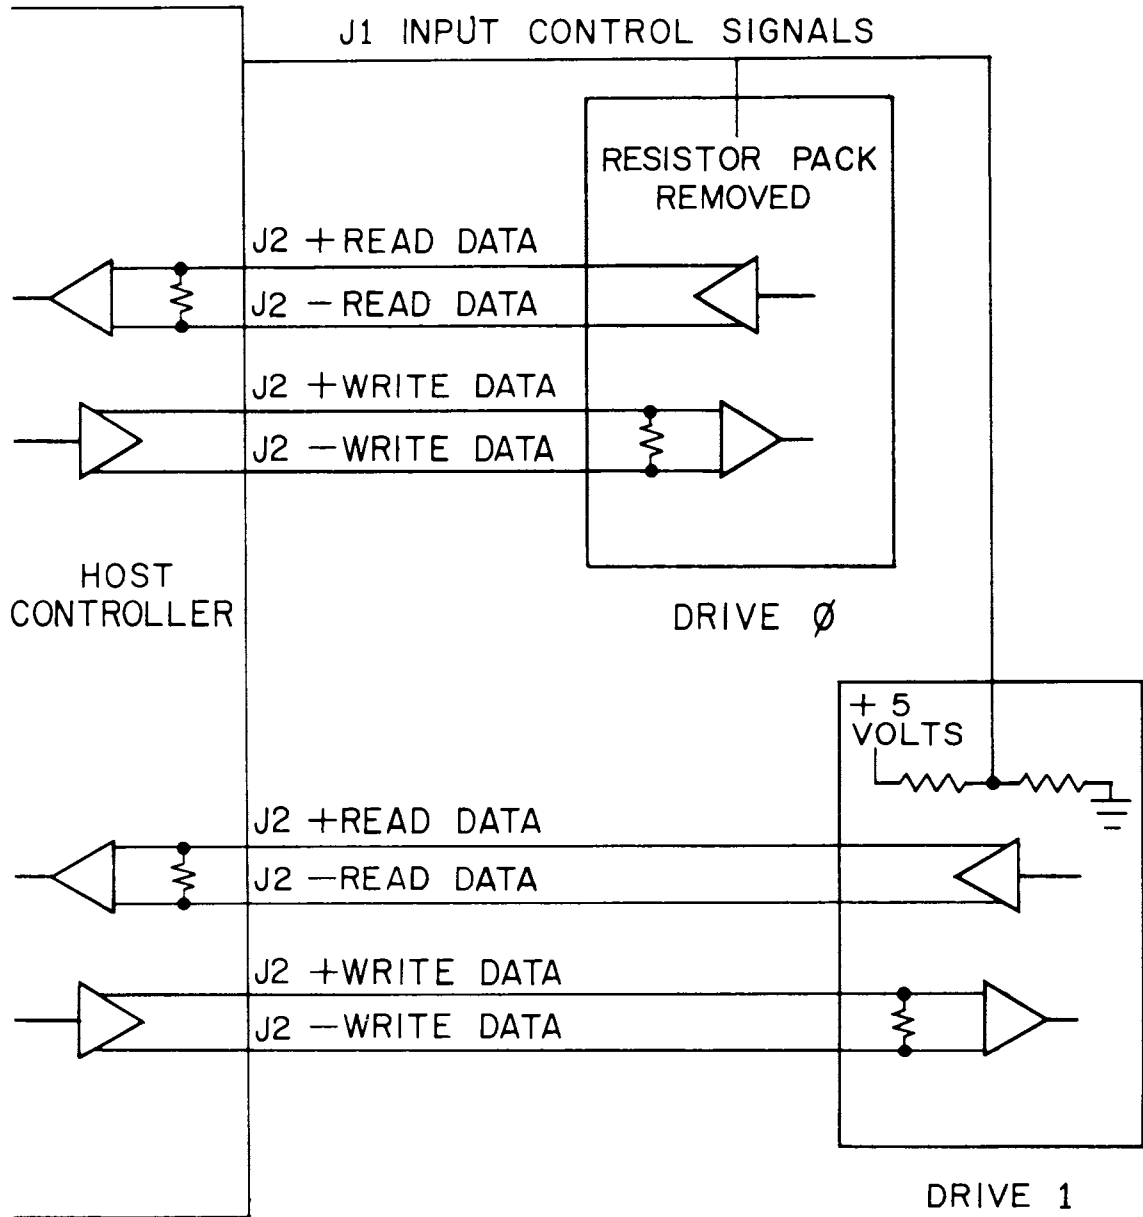 J1 INPUT CONTROL SIGNALS
RESISTOR PACK
REMOVED
J2 +READ DATA
J2 –READ DATA
J2 +WRITE DATA
J2 –WRITE DATA
HOST
CONTROLLER
DRIVE Ø
+ 5
VOLTS
J2 +READ DATA
J2 –READ DATA
J2 +WRITE DATA
J2 –WRITE DATA
DRIVE 1